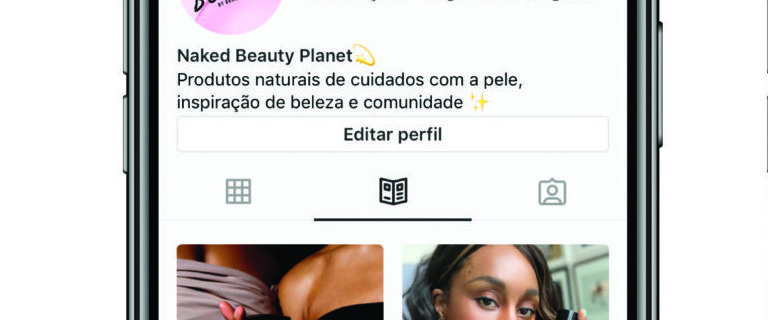 Naked Beauty Planet💫
Produtos naturais de cuidados com a pele,
inspiração de beleza e comunidade ✨
Editar perfil